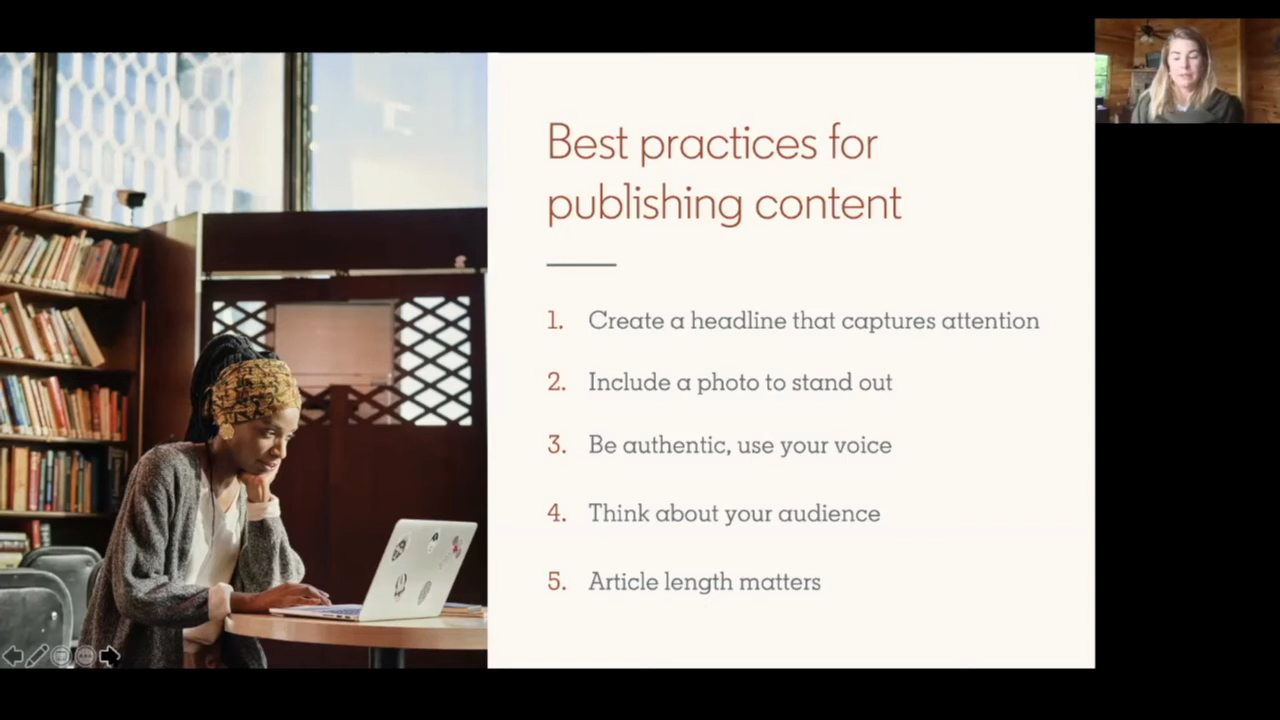 Best practices for
publishing content
1. Create a headline that captures attention
2. Include a photo to stand out
3. Be authentic, use your voice
4. Think about your audience
5. Article length matters